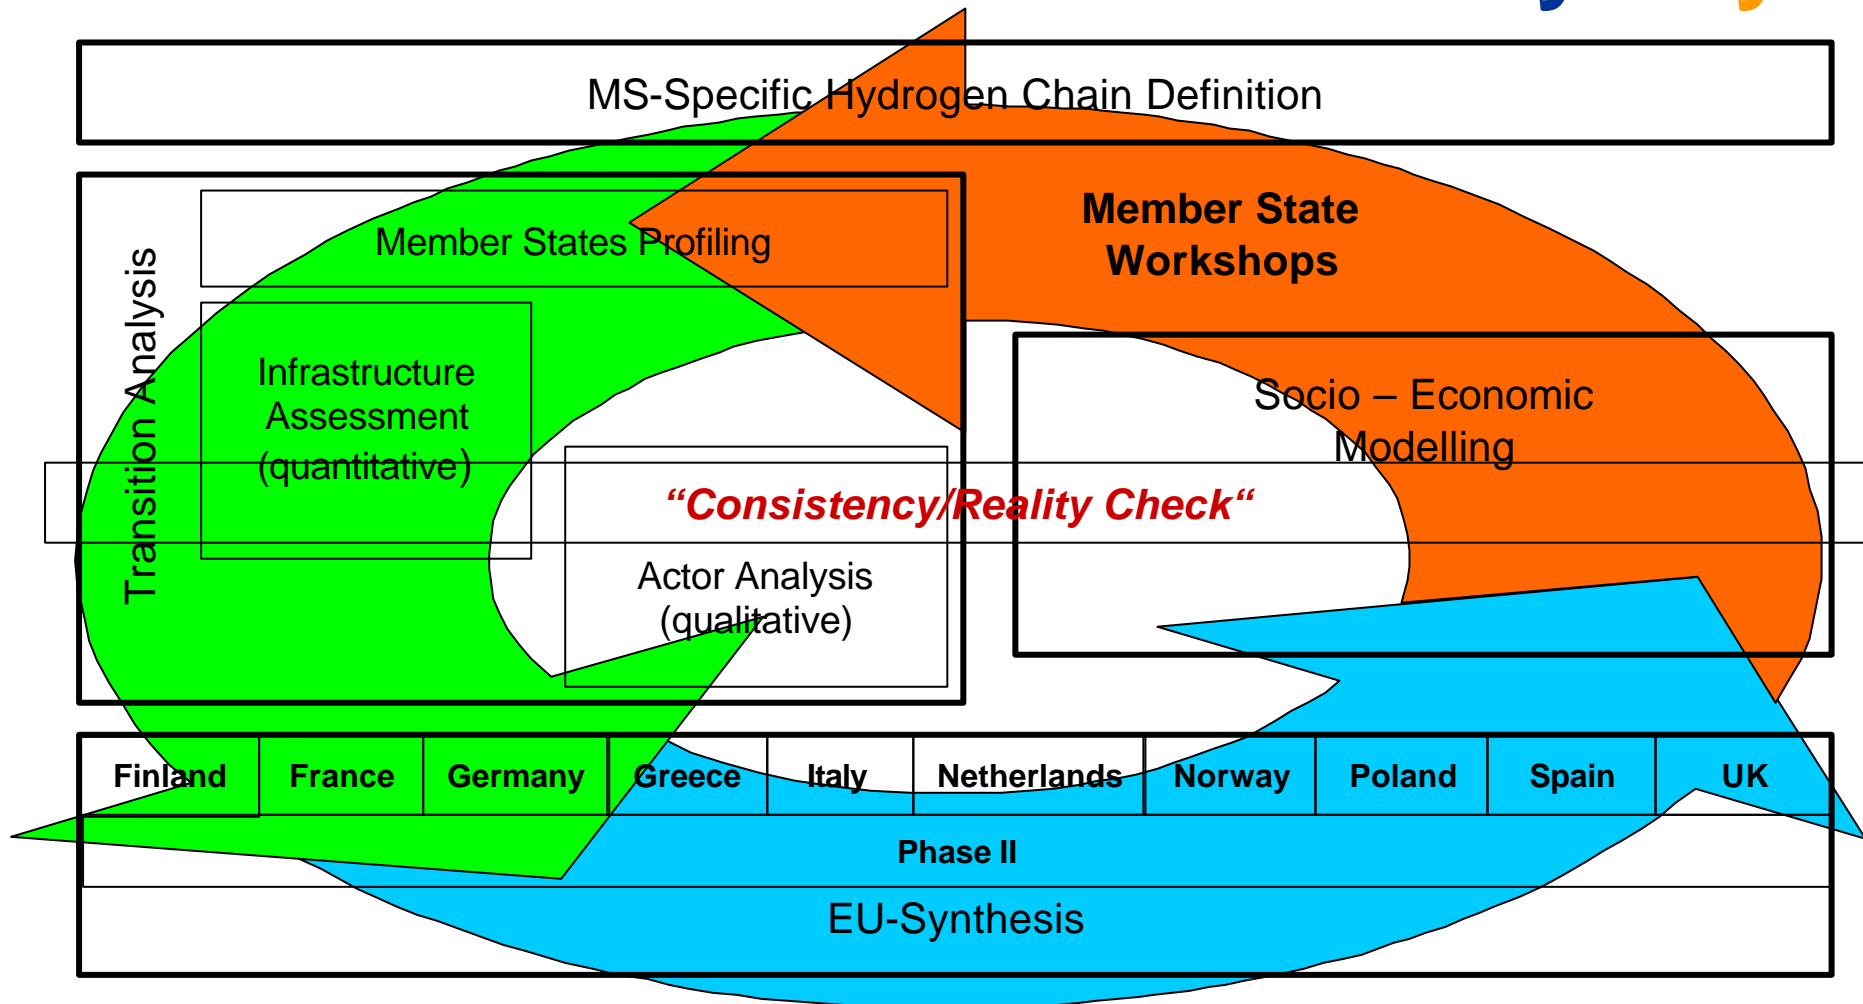 MS-Specific Hydrogen Chain Definition
Member State
Workshops
Transition Analysis
Member States Profiling
Infrastructure
Assessment
(quantitative)
Socio – Economic
Modelling
“Consistency/Reality Check“
Actor Analysis
(qualitative)
Finland France Germany Greece Italy Netherlands Norway Poland Spain UK
Phase II
EU-Synthesis